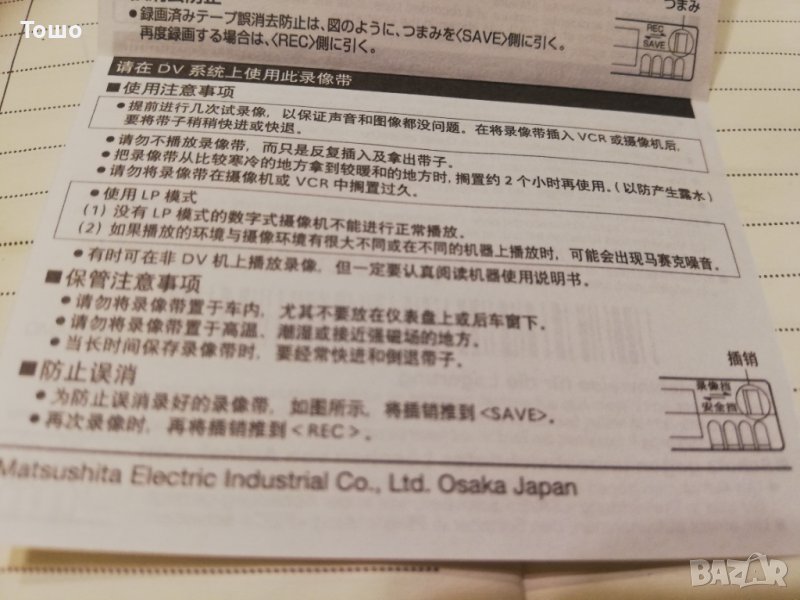 Towo
つまみ
• 録画済みテープ誤消去防止は、図のように、つまみを〈SAVE〉側に引く。
再度録画する場合は、〈REC〉側に引く。
REC
SAVE
请在 DV 系统上使用此录像带
■使用注意事项
• 提前进行几次试录像，以保证声音和图像都没问题。在将录像带插入 VCR 或摄像机后，
要将带子稍稍快进或快退。
• 请勿不播放录像带，而只是反复插入及拿出带子。
• 把录像带从比较寒冷的地方拿到较暖和的地方时，搁置约 2 个小时再使用。（以防产生露水）
• 请勿将录像带在摄像机或 VCR 中搁置过久。
• 使用 LP 模式
(1) 没有 LP 模式的数字式摄像机不能进行正常播放。
(2) 如果播放的环境与摄像环境有很大不同或在不同的机器上播放时，可能会出现马赛克噪音。
• 有时可在非 DV 机上播放录像，但一定要认真阅读机器使用说明书。
■保管注意事项
• 请勿将录像带置于车内，尤其不要放在仪表盘上或后车窗下。
• 请勿将录像带置于高温、潮湿或接近强磁场的地方。
• 当长时间保存录像带时，要经常快进和倒退带子。
■防止误消
• 为防止误消录好的录像带，如图所示，将插销推到 <SAVE>。
• 再次录像时，再将插销推到 <REC>。
插销
录像挡
安全挡
Matsushita Electric Industrial Co., Ltd. Osaka Japan
BAZAR